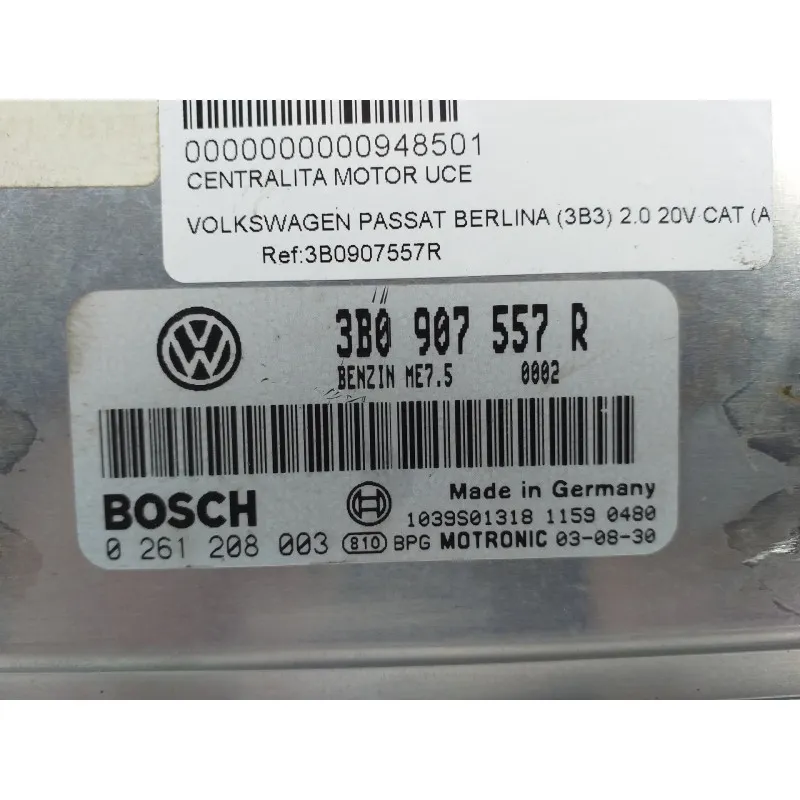 0000000000948501
CENTRALITA MOTOR UCE
VOLKSWAGEN PASSAT BERLINA (3B3) 2.0 20V CAT (A
Ref:3B0907557R
3B0 907 557 R
BENZIN ME7.5 0002
BOSCH
Made in Germany
1039S01318 1159 0480
0 261 208 003 810 BPG MOTRONIC 03-08-30